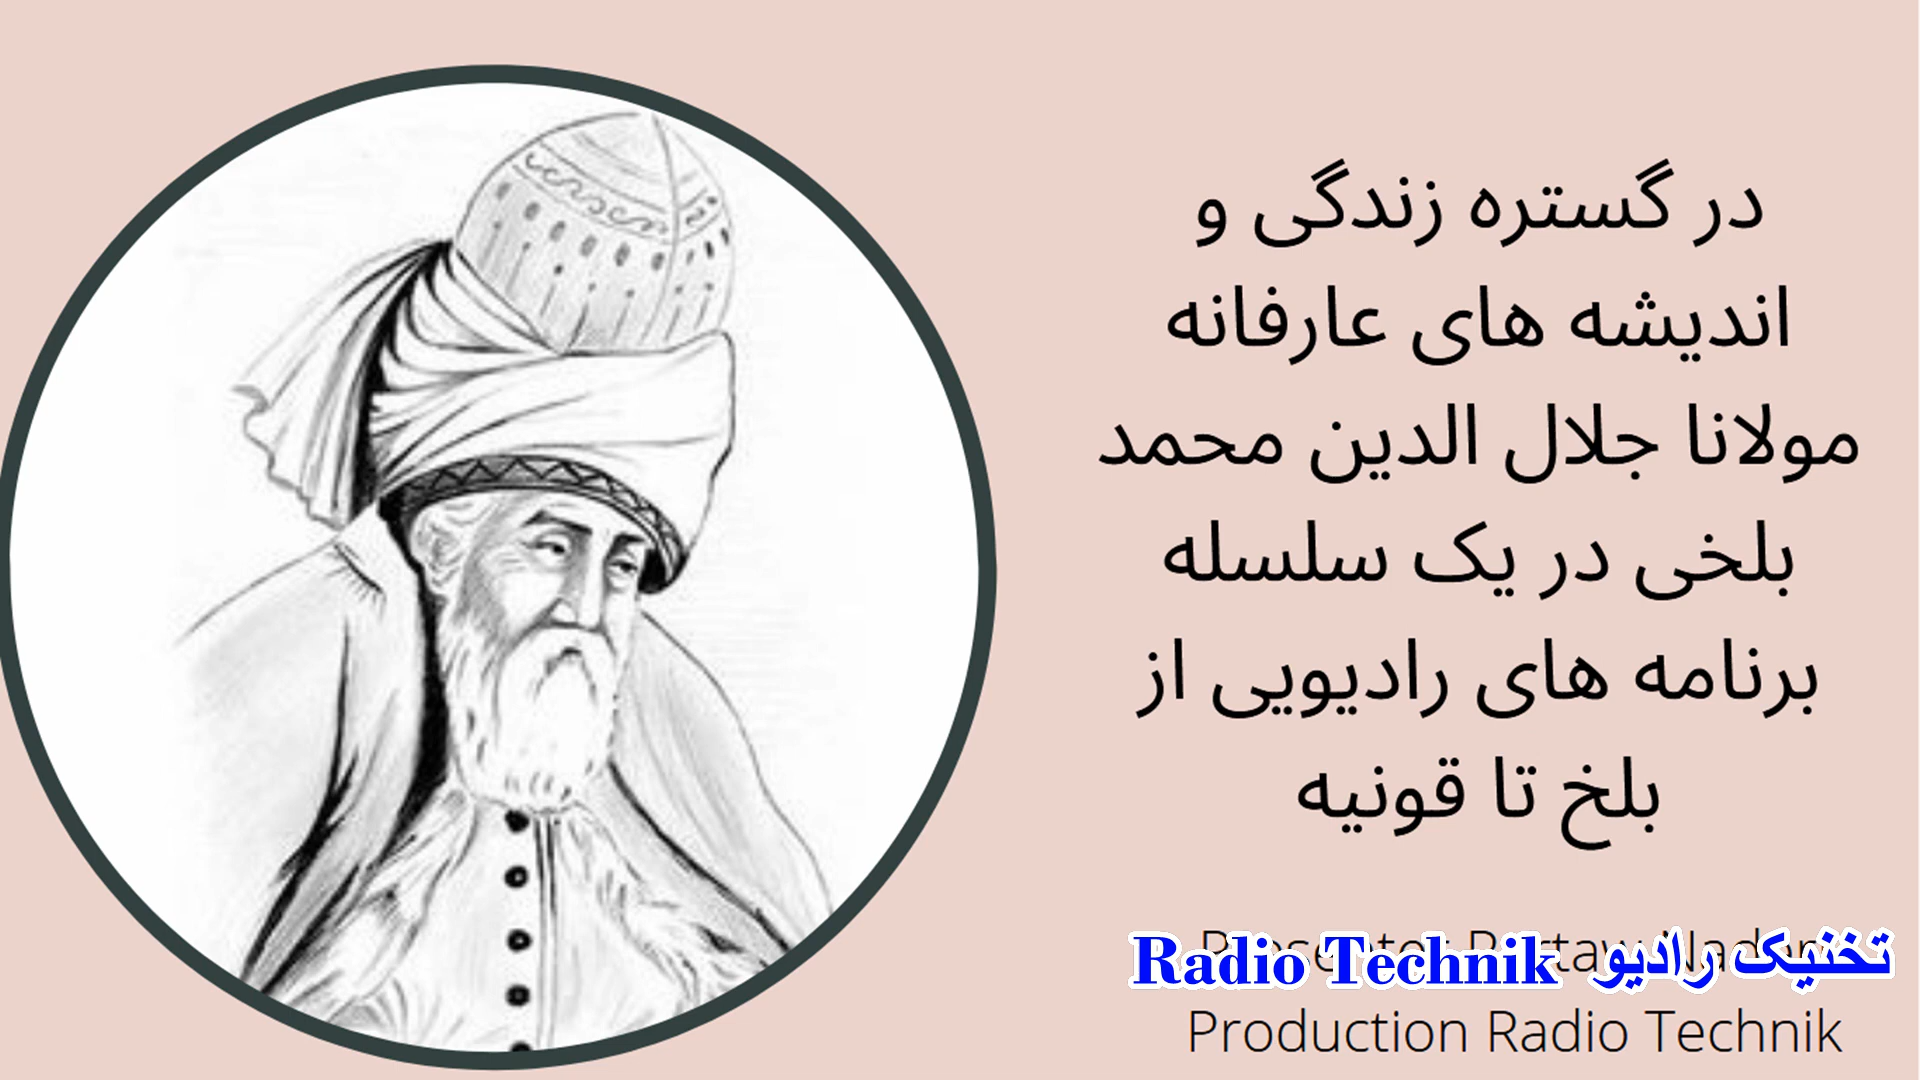 در گستره زندگی و
اندیشه های عارفانه
مولانا جلال الدین محمد
بلخی در یک سلسله
برنامه های رادیویی از
بلخ تا قونیه
Radio Technik تخنیک رادیو
Production Radio Technik